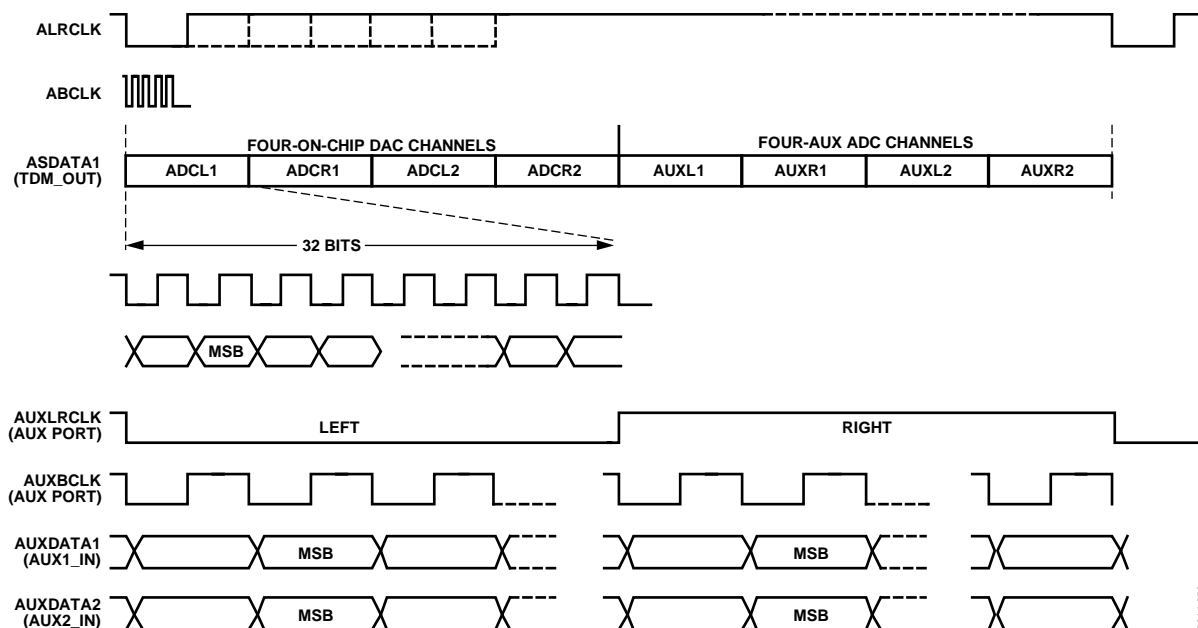 ALRCLK
ABCLK
FOUR-ON-CHIP DAC CHANNELS
FOUR-AUX ADC CHANNELS
ASDATA1
(TDM_OUT)
ADCL1
ADCR1
ADCL2
ADCR2
AUXL1
AUXR1
AUXL2
AUXR2
32 BITS
MSB
AUXLRCLK
(AUX PORT)
LEFT
RIGHT
AUXBCLK
(AUX PORT)
AUXDATA1
(AUX1_IN)
MSB
MSB
AUXDATA2
(AUX2_IN)
MSB
MSB